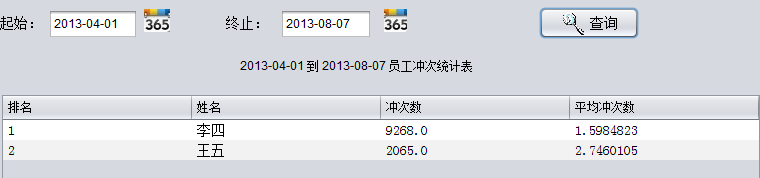 起始： 2013-04-01 365 终止： 2013-08-07 365 查询
2013-04-01 到 2013-08-07 员工冲次统计表
排名 姓名 冲次数 平均冲次数
1 李四 9268.0 1.5984823
2 王五 2065.0 2.7460105